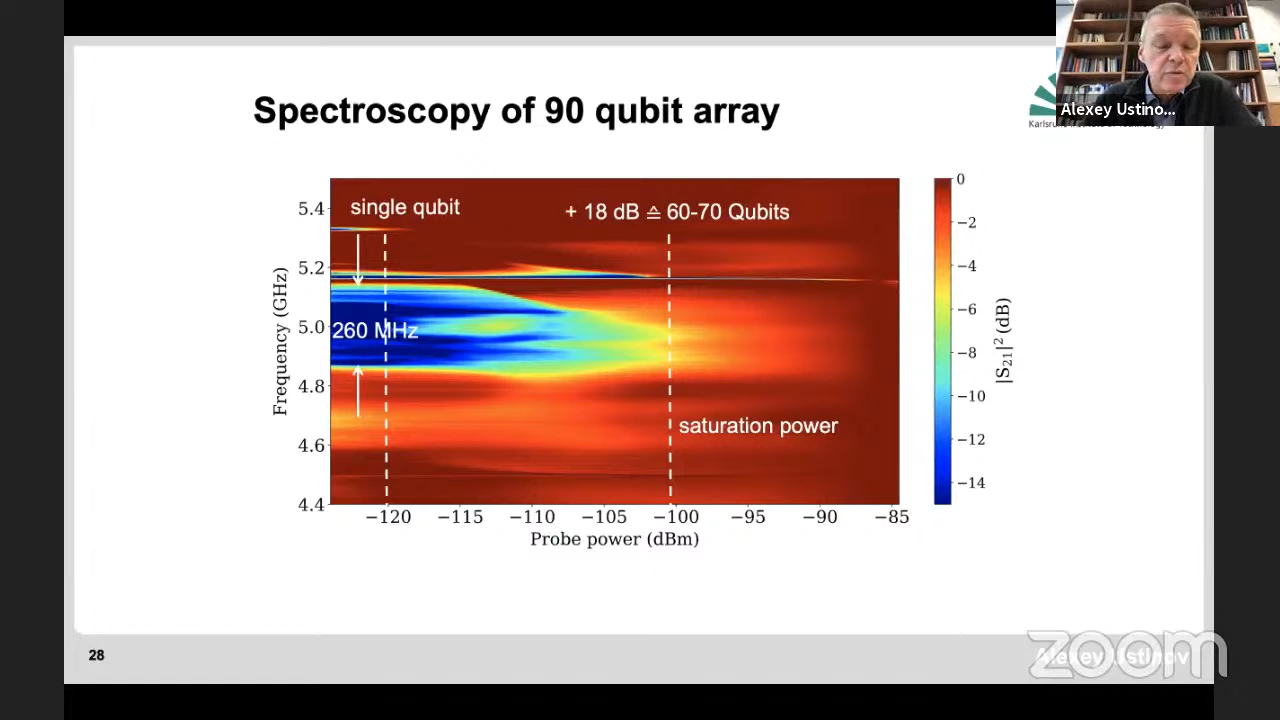 Spectroscopy of 90 qubit array
Alexey Ustino...
single qubit
+ 18 dB ≙ 60-70 Qubits
260 MHz
saturation power
Frequency (GHz)
5.4
5.2
5.0
4.8
4.6
4.4
−120
−115
−110
−105
−100
−95
−90
−85
Probe power (dBm)
0
−2
−4
−6
−8
−10
−12
−14
|S₂₁|² (dB)
28
Alexey Ustinov
zoom